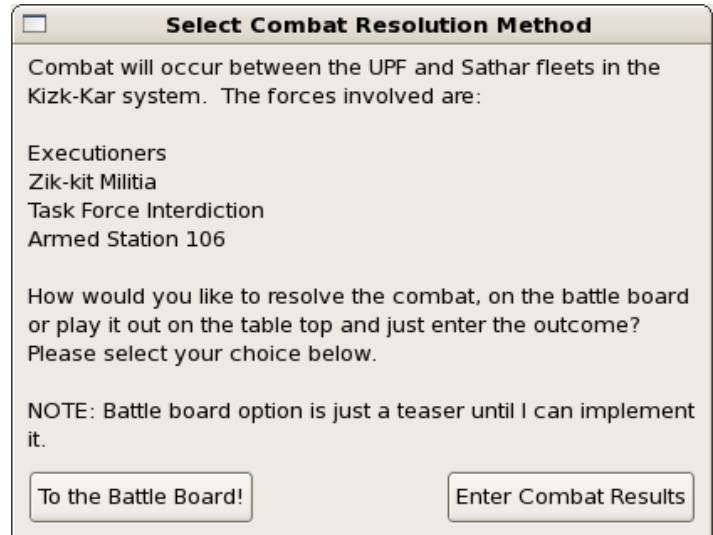 Select Combat Resolution Method
Combat will occur between the UPF and Sathar fleets in the
Kizk-Kar system.  The forces involved are:
Executioners
Zik-kit Militia
Task Force Interdiction
Armed Station 106
How would you like to resolve the combat, on the battle board
or play it out on the table top and just enter the outcome?
Please select your choice below.
NOTE: Battle board option is just a teaser until I can implement
it.
To the Battle Board!
Enter Combat Results